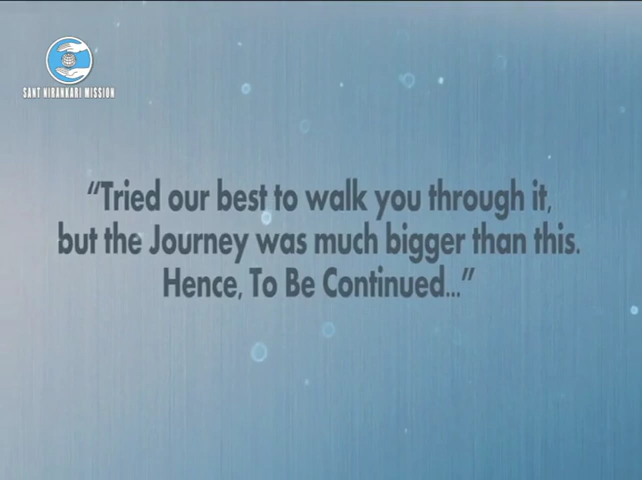 SANT NIRANKARI MISSION
“Tried our best to walk you through it,
but the Journey was much bigger than this.
Hence, To Be Continued...”